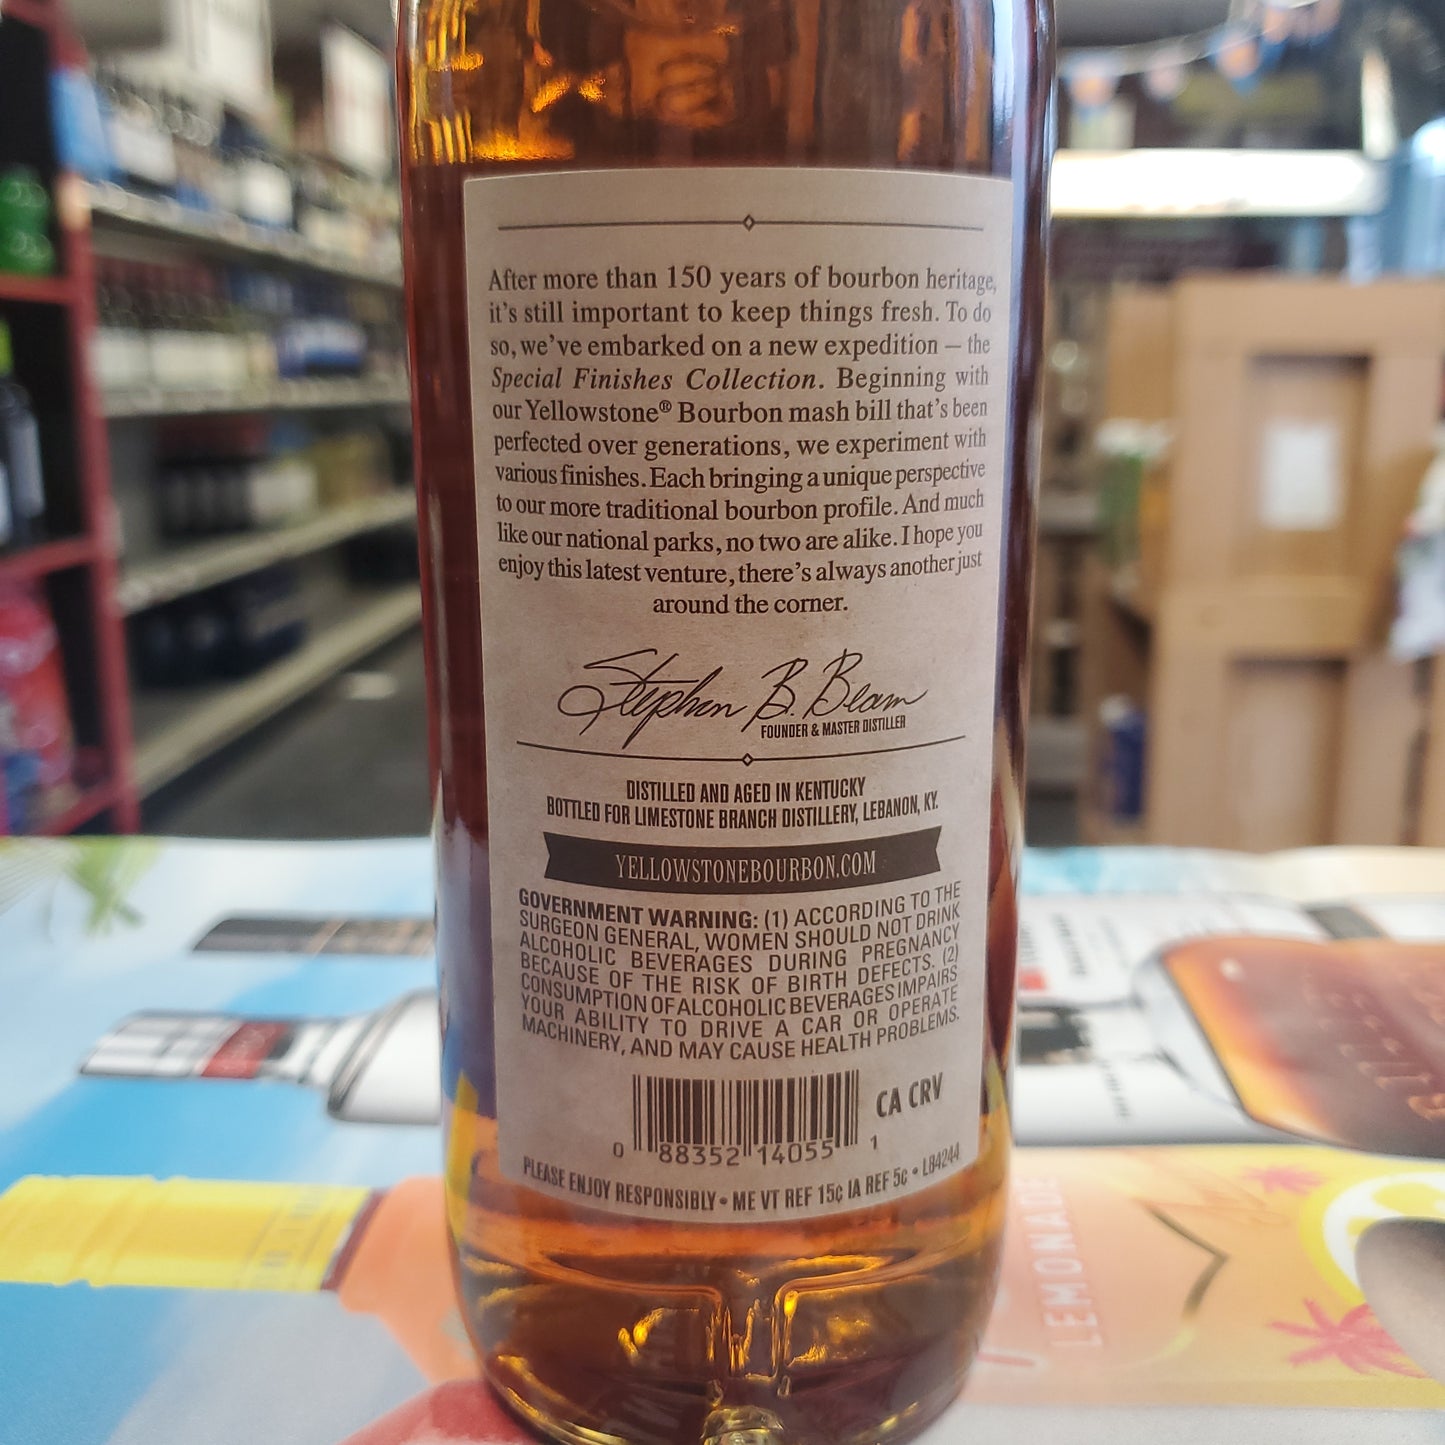 After more than 150 years of bourbon heritage,
it's still important to keep things fresh. To do
so, we've embarked on a new expedition – the
Special Finishes Collection. Beginning with
our Yellowstone® Bourbon mash bill that's been
perfected over generations, we experiment with
various finishes. Each bringing a unique perspective
to our more traditional bourbon profile. And much
like our national parks, no two are alike. I hope you
enjoy this latest venture, there's always another just
around the corner.
Stephen B. Beam
FOUNDER & MASTER DISTILLER
DISTILLED AND AGED IN KENTUCKY
BOTTLED FOR LIMESTONE BRANCH DISTILLERY, LEBANON, KY.
YELLOWSTONEBOURBON.COM
GOVERNMENT WARNING: (1) ACCORDING TO THE
SURGEON GENERAL, WOMEN SHOULD NOT DRINK
ALCOHOLIC BEVERAGES DURING PREGNANCY
BECAUSE OF THE RISK OF BIRTH DEFECTS. (2)
CONSUMPTION OF ALCOHOLIC BEVERAGES IMPAIRS
YOUR ABILITY TO DRIVE A CAR OR OPERATE
MACHINERY, AND MAY CAUSE HEALTH PROBLEMS.
CA CRV
0 88352 14055 1
PLEASE ENJOY RESPONSIBLY • ME VT REF 15¢ IA REF 5¢ • LB4244
LEMONADE